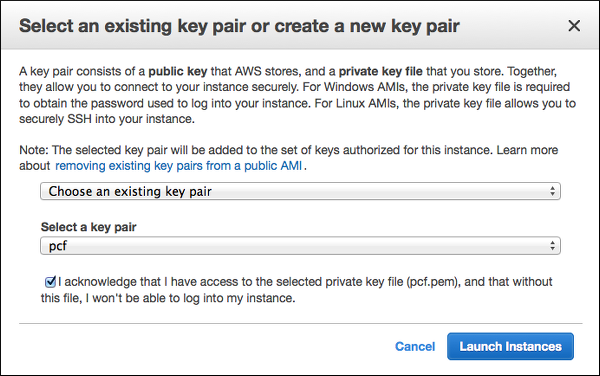 Select an existing key pair or create a new key pair
A key pair consists of a public key that AWS stores, and a private key file that you store. Together,
they allow you to connect to your instance securely. For Windows AMIs, the private key file is required
to obtain the password used to log into your instance. For Linux AMIs, the private key file allows you to
securely SSH into your instance.
Note: The selected key pair will be added to the set of keys authorized for this instance. Learn more
about removing existing key pairs from a public AMI .
Choose an existing key pair
Select a key pair
pcf
I acknowledge that I have access to the selected private key file (pcf.pem), and that without
this file, I won't be able to log into my instance.
Cancel Launch Instances